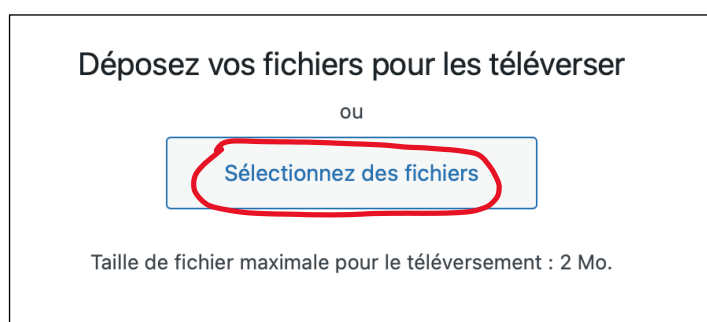 Déposez vos fichiers pour les téléverser
ou
Sélectionnez des fichiers
Taille de fichier maximale pour le téléversement : 2 Mo.